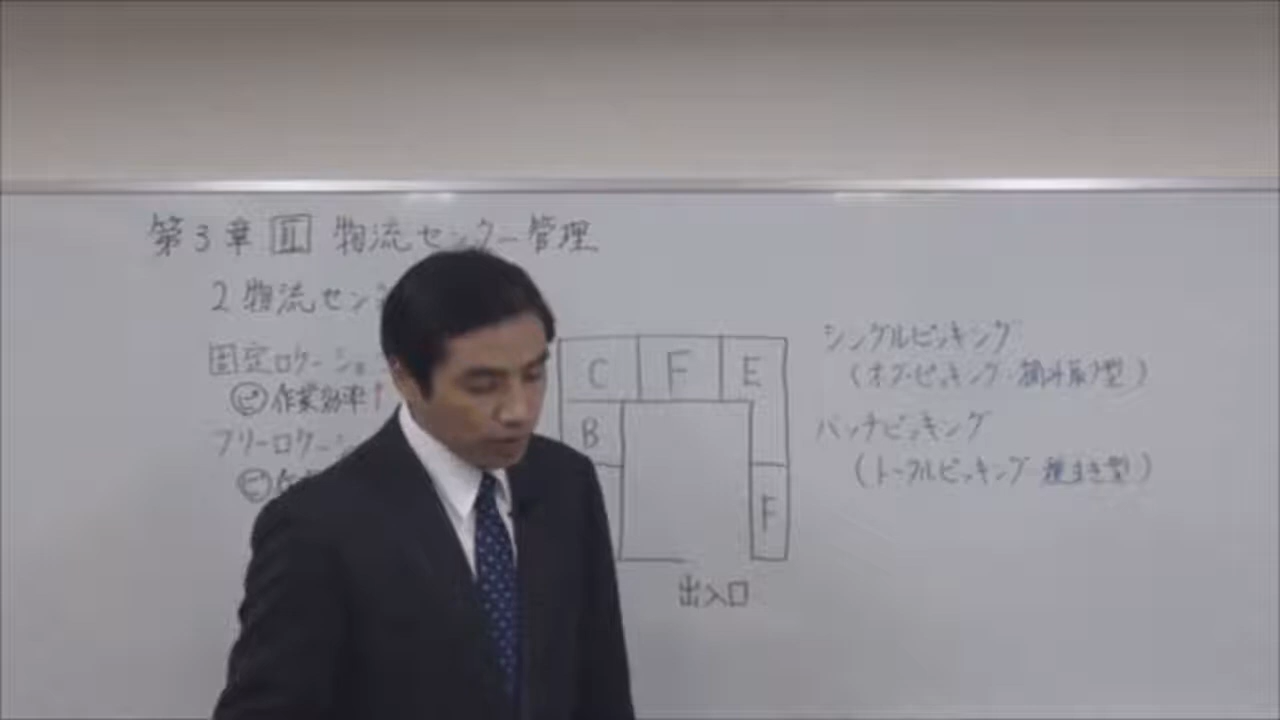 第3章 Ⅱ 物流センター管理
2 物流セン
固定ロケーショ
作業効率↑
フリーロケーシ
C F E
B
F
出入口
シングルピッキング
(オーダーピッキング・摘み取り型)
バッチピッキング
(トータルピッキング・種まき型)